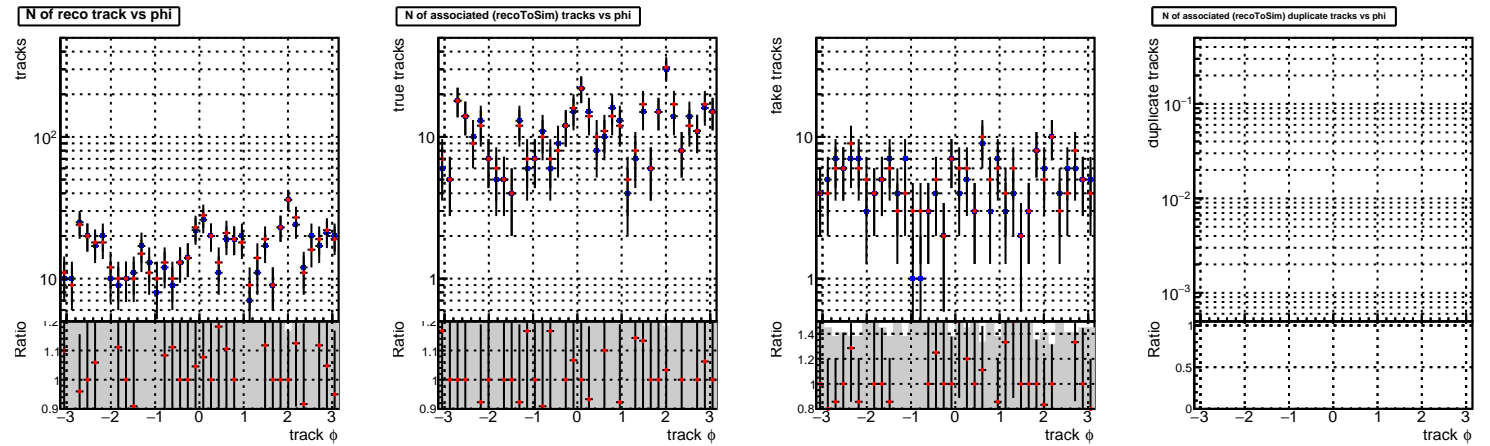 N of reco track vs phi
tracks
10²
10
Ratio
1.2
1.1
1
0.9
−3 −2 −1 0 1 2 3
track ϕ
N of associated (recoToSim) tracks vs phi
true tracks
10
1
Ratio
1.2
1.1
1
0.9
−3 −2 −1 0 1 2 3
track ϕ
fake tracks
10
1
Ratio
1.4
1.2
1
0.8
−3 −2 −1 0 1 2 3
track ϕ
N of associated (recoToSim) duplicate tracks vs phi
duplicate tracks
10⁻¹
10⁻²
10⁻³
Ratio
1
0.5
0
−3 −2 −1 0 1 2 3
track ϕ